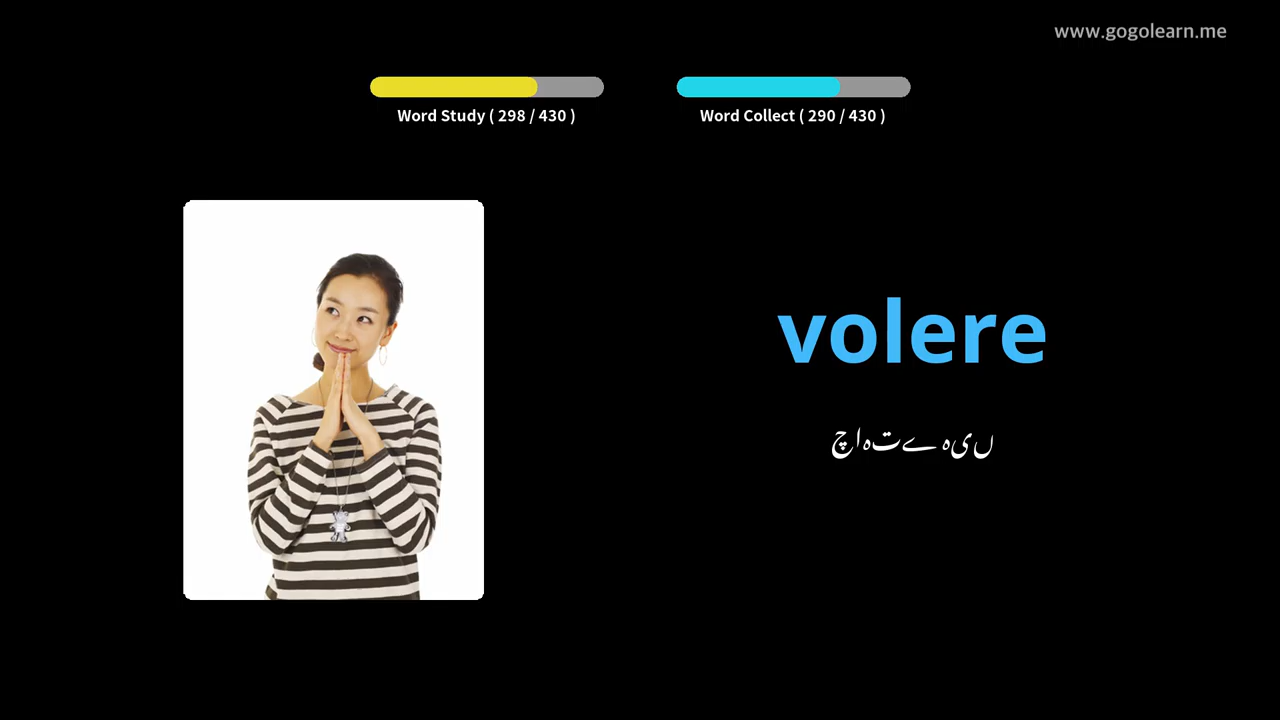 www.gogolearn.me
Word Study ( 298 / 430 )
Word Collect ( 290 / 430 )
volere
چاہتے ہیں